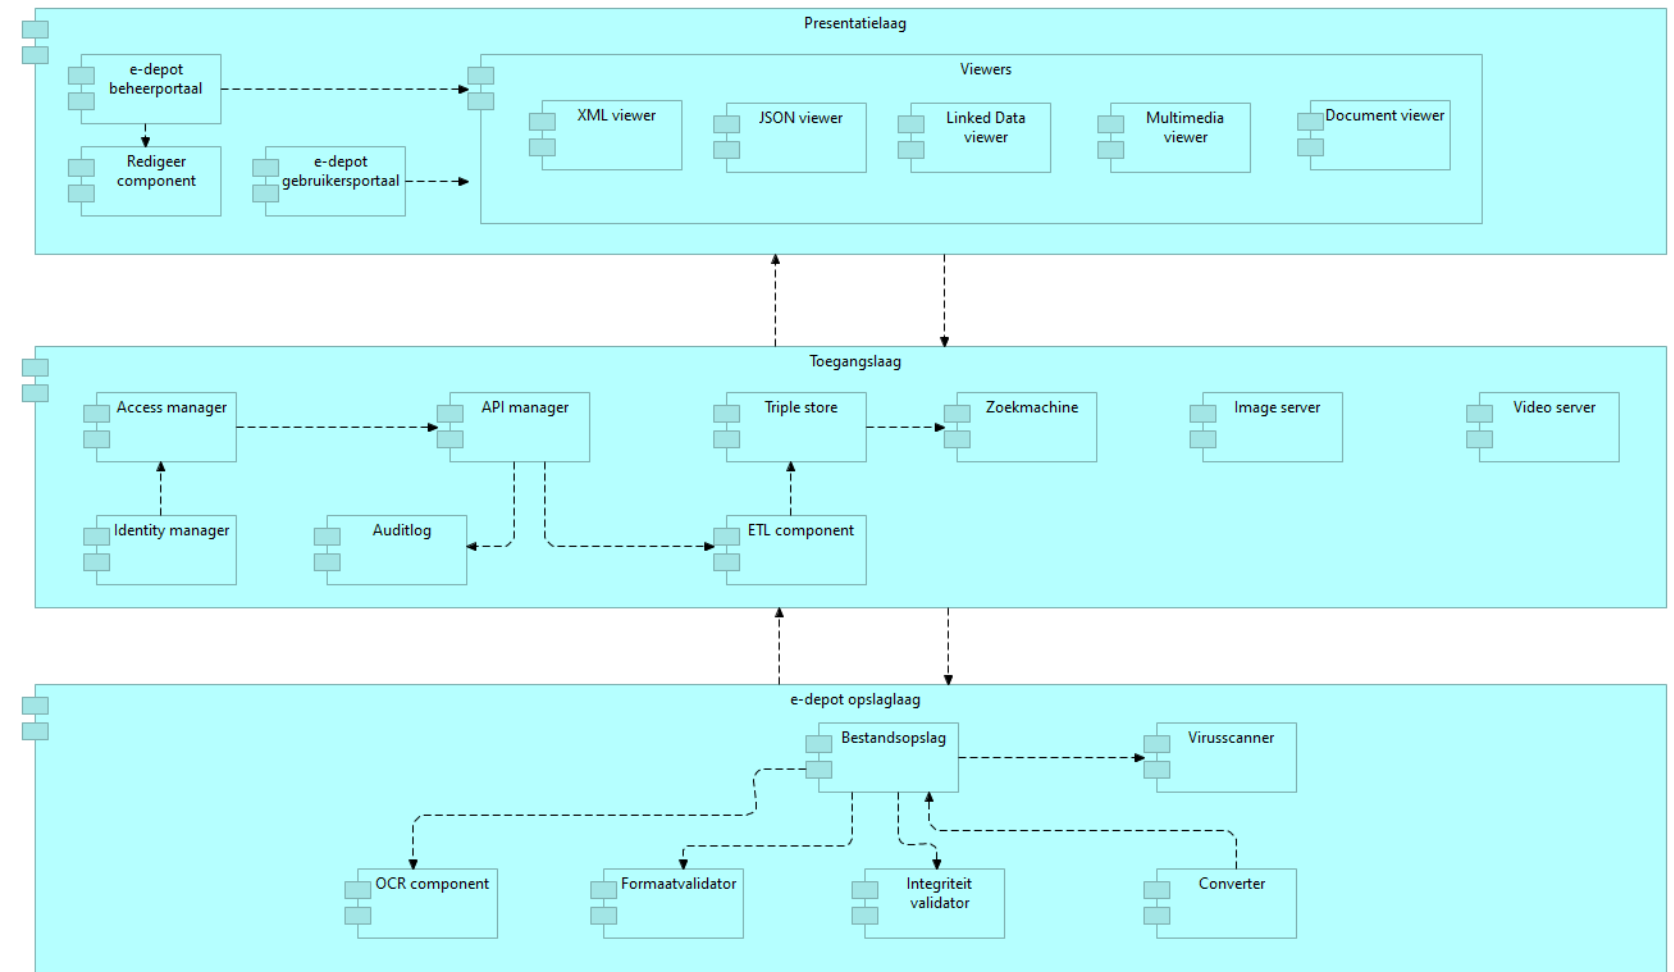 Presentatielaag
e-depot
beheerportaal
Viewers
XML viewer
JSON viewer
Linked Data
viewer
Multimedia
viewer
Document viewer
Redigeer
component
e-depot
gebruikersportaal
Toegangslaag
Access manager
API manager
Triple store
Zoekmachine
Image server
Video server
Identity manager
Auditlog
ETL component
e-depot opslaglaag
Bestandsopslag
Virusscanner
OCR component
Formaatvalidator
Integriteit
validator
Converter